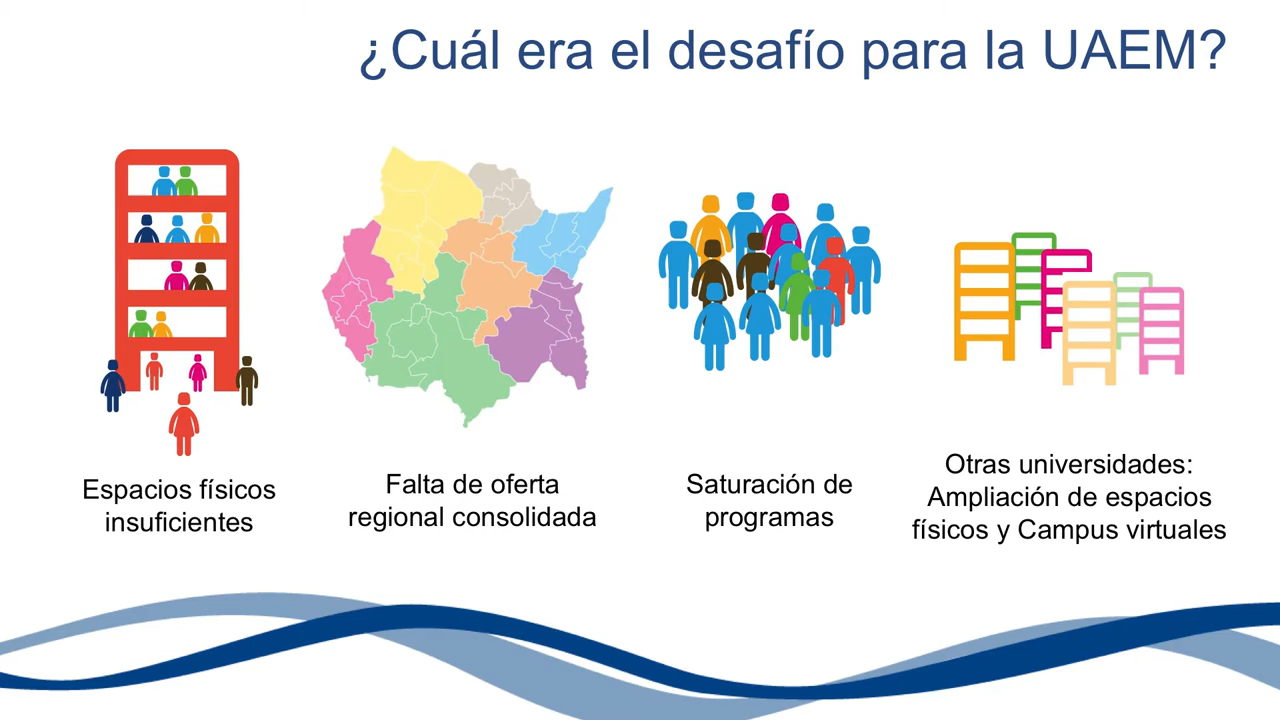 ¿Cuál era el desafío para la UAEM?
Espacios físicos
insuficientes
Falta de oferta
regional consolidada
Saturación de
programas
Otras universidades:
Ampliación de espacios
físicos y Campus virtuales